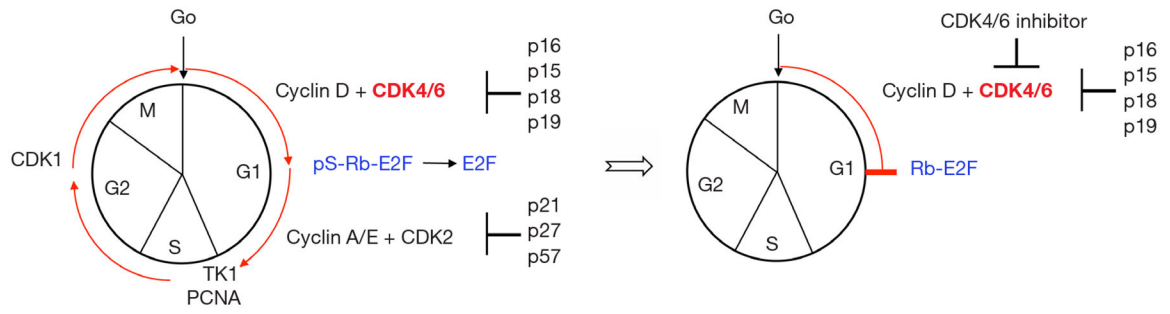 Go
Cyclin D + CDK4/6
p16
p15
p18
p19
M
G1
G2
S
CDK1
pS-Rb-E2F
E2F
Cyclin A/E + CDK2
p21
p27
p57
TK1
PCNA
Go
CDK4/6 inhibitor
Cyclin D + CDK4/6
p16
p15
p18
p19
M
G1
G2
S
Rb-E2F